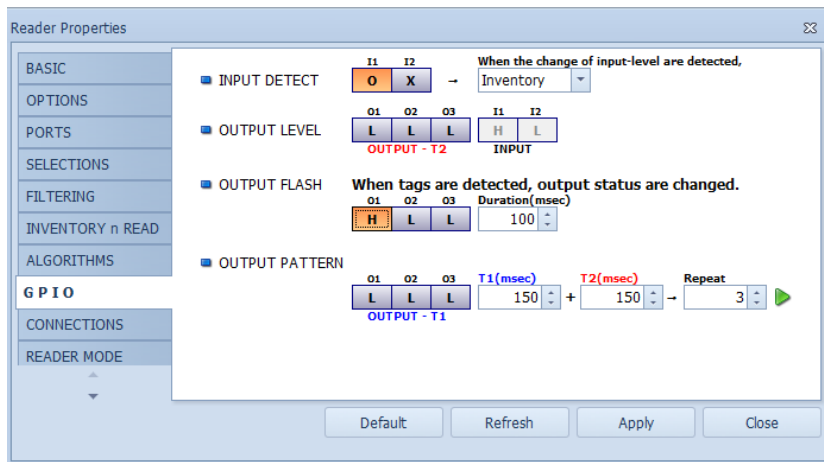 Reader Properties
BASIC
OPTIONS
PORTS
SELECTIONS
FILTERING
INVENTORY n READ
ALGORITHMS
GPIO
CONNECTIONS
READER MODE
I1 I2 When the change of input-level are detected,
INPUT DETECT O X → Inventory
O1 O2 O3 I1 I2
OUTPUT LEVEL L L L H L
OUTPUT - T2 INPUT
OUTPUT FLASH When tags are detected, output status are changed.
O1 O2 O3 Duration(msec)
H L L 100
OUTPUT PATTERN
O1 O2 O3 T1(msec) T2(msec) Repeat
L L L 150 + 150 → 3
OUTPUT - T1
Default Refresh Apply Close